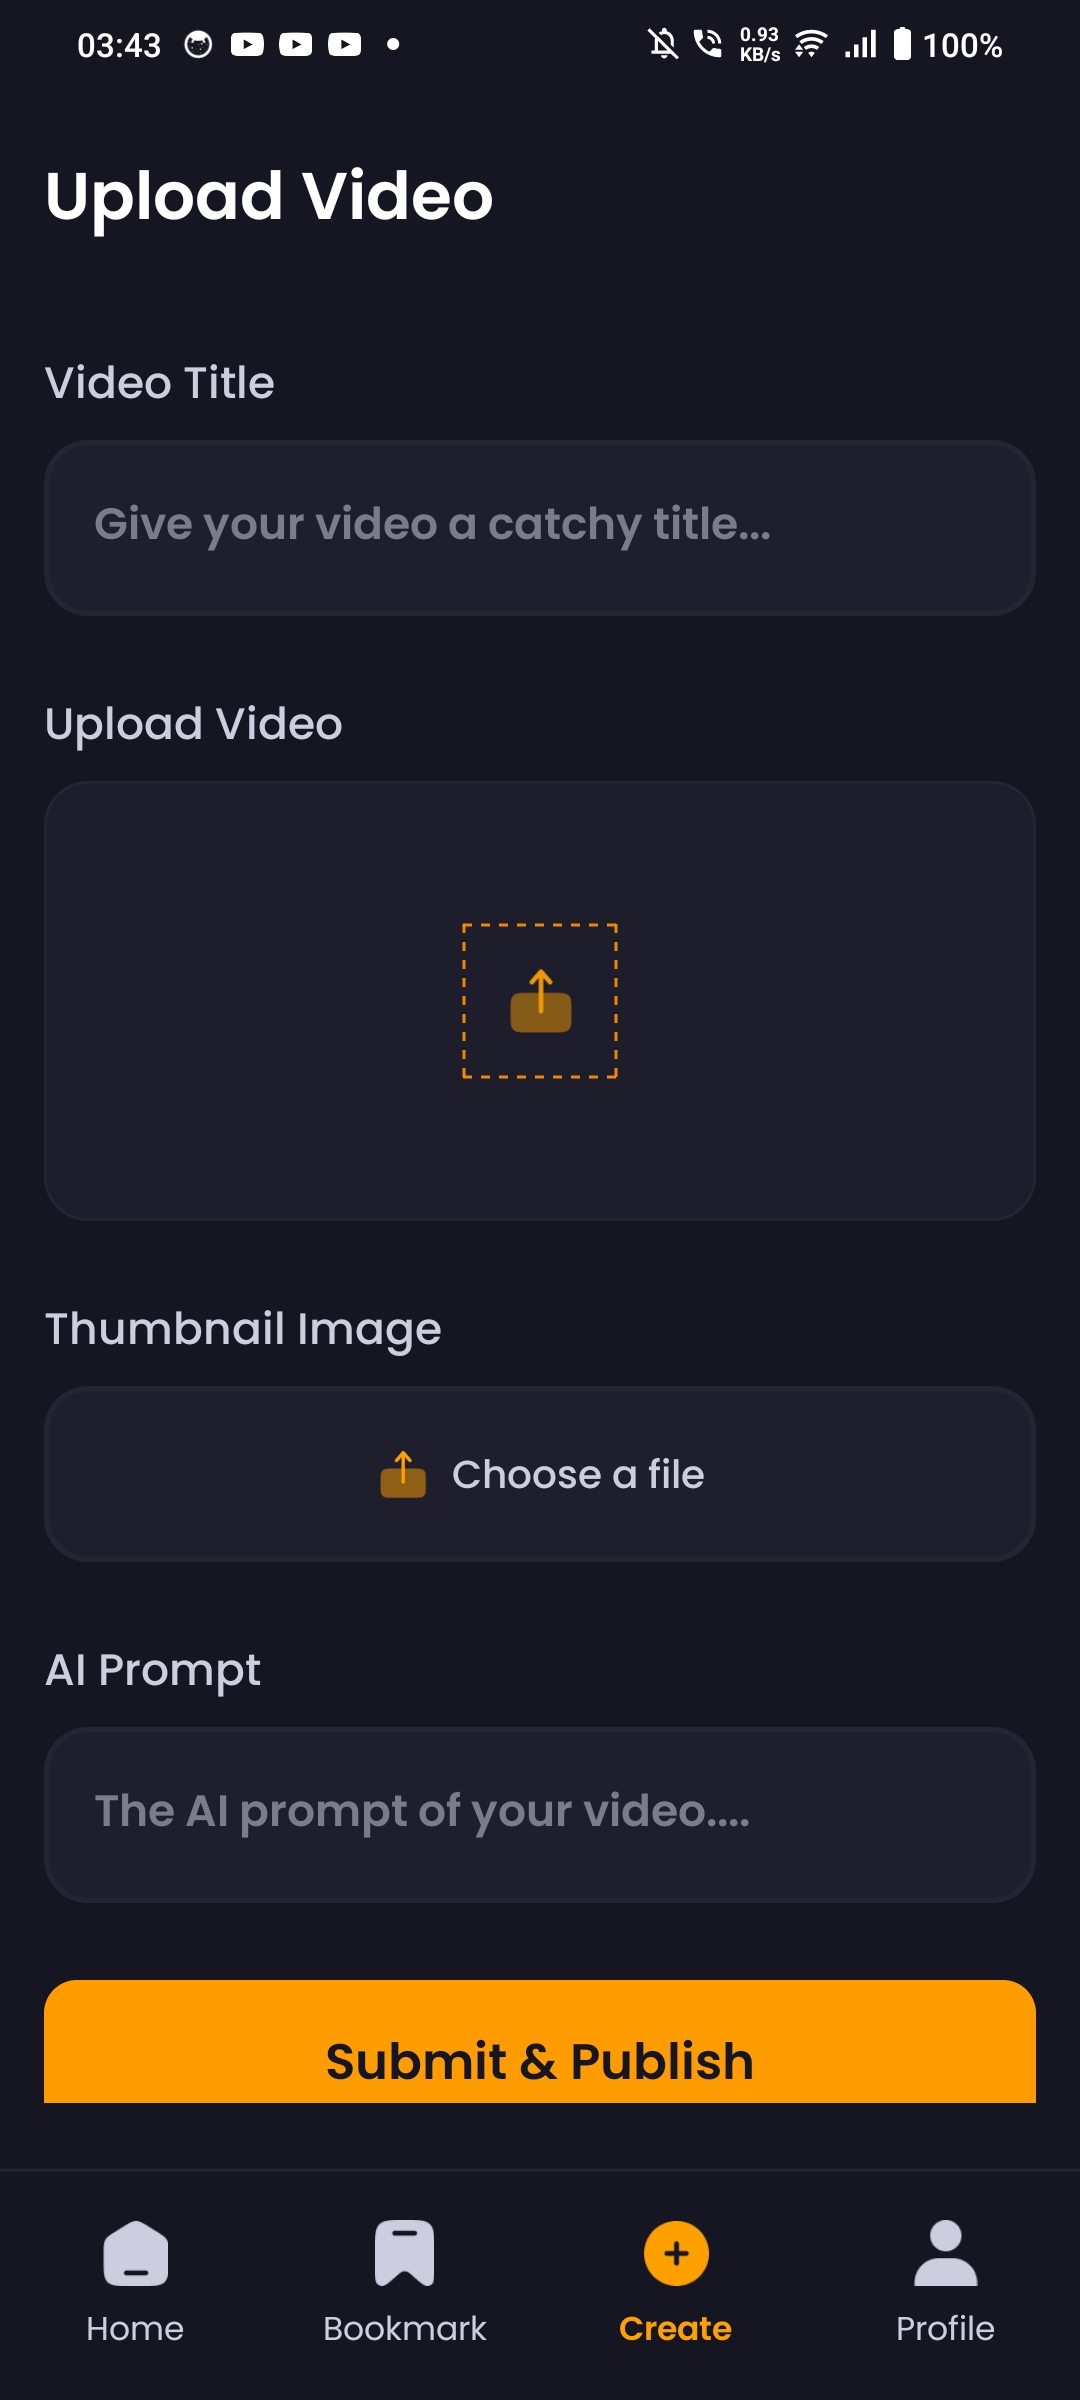 03:43
0.93
KB/s
100%
Upload Video
Video Title
Give your video a catchy title...
Upload Video
Thumbnail Image
Choose a file
AI Prompt
The AI prompt of your video....
Submit & Publish
Home
Bookmark
Create
Profile